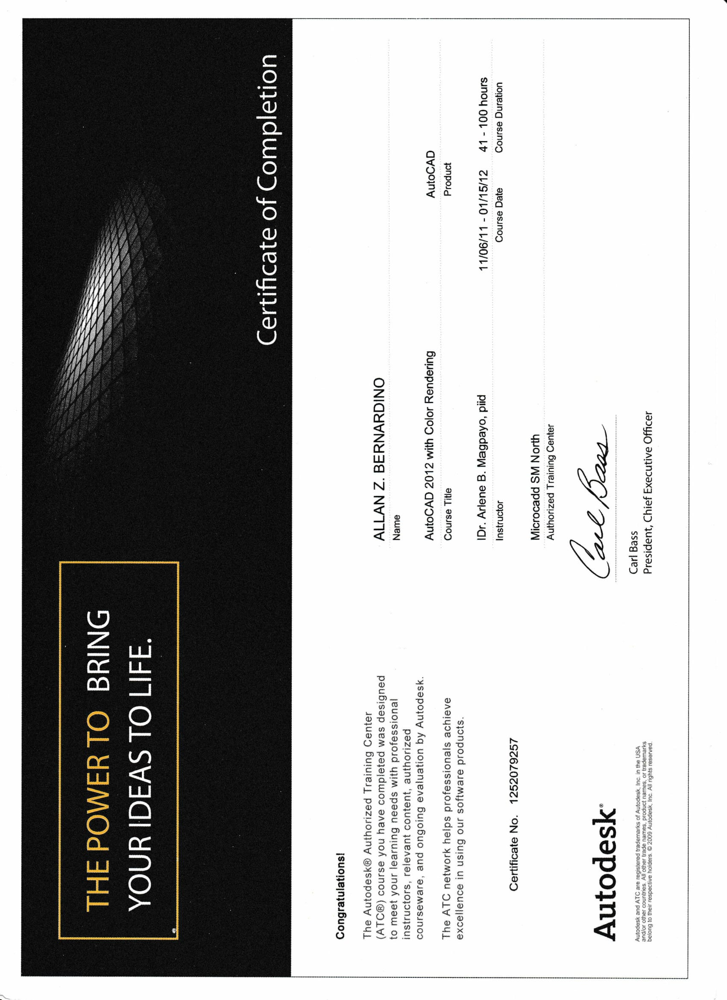 THE POWER TO BRING
YOUR IDEAS TO LIFE.
Certificate of Completion
Congratulations!
The Autodesk® Authorized Training Center
(ATC®) course you have completed was designed
to meet your learning needs with professional
instructors, relevant content, authorized
courseware, and ongoing evaluation by Autodesk.
The ATC network helps professionals achieve
excellence in using our software products.
Certificate No. 1252079257
Autodesk®
Autodesk and ATC are registered trademarks of Autodesk, Inc. in the USA
and/or other countries. All other trade names, product names, or trademarks
belong to their respective holders. © 2009 Autodesk, Inc. All rights reserved.
ALLAN Z. BERNARDINO
Name
AutoCAD 2012 with Color Rendering AutoCAD
Course Title Product
IDr. Arlene B. Magpayo, piid 11/06/11 - 01/15/12 41 - 100 hours
Instructor Course Date Course Duration
Microcadd SM North
Authorized Training Center
Carl Bass
Carl Bass
President, Chief Executive Officer